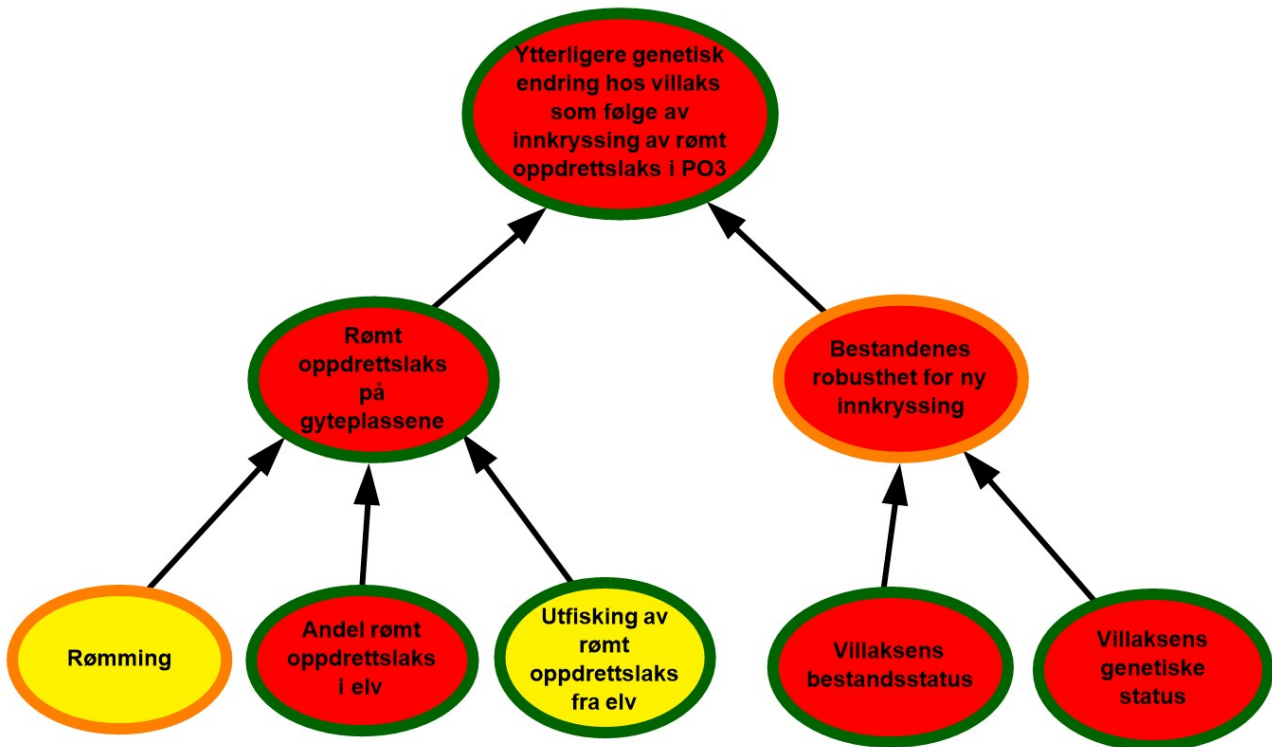 Ytterligere genetisk
endring hos villaks
som følge av
innkryssing av rømt
oppdrettslaks i PO3
Rømt
oppdrettslaks
på
gyteplassene
Bestandenes
robusthet for ny
innkryssing
Rømming
Andel rømt
oppdrettslaks
i elv
Utfisking av
rømt
oppdrettslaks
fra elv
Villaksens
bestandsstatus
Villaksens
genetiske
status